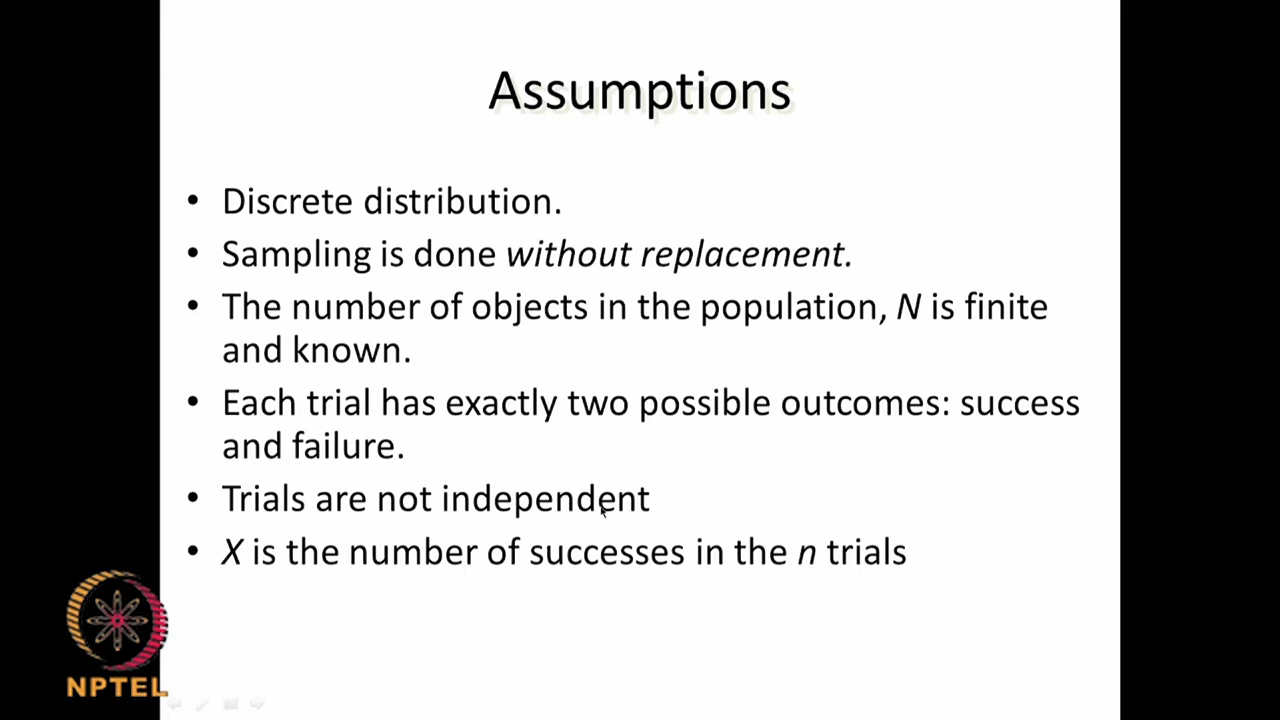 Assumptions
• Discrete distribution.
• Sampling is done without replacement.
• The number of objects in the population, N is finite
and known.
• Each trial has exactly two possible outcomes: success
and failure.
• Trials are not independent
• X is the number of successes in the n trials
NPTEL